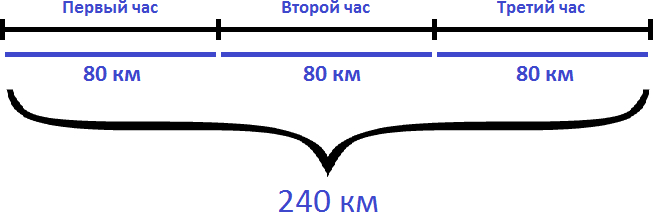 Первый час Второй час Третий час
80 км 80 км 80 км
240 км